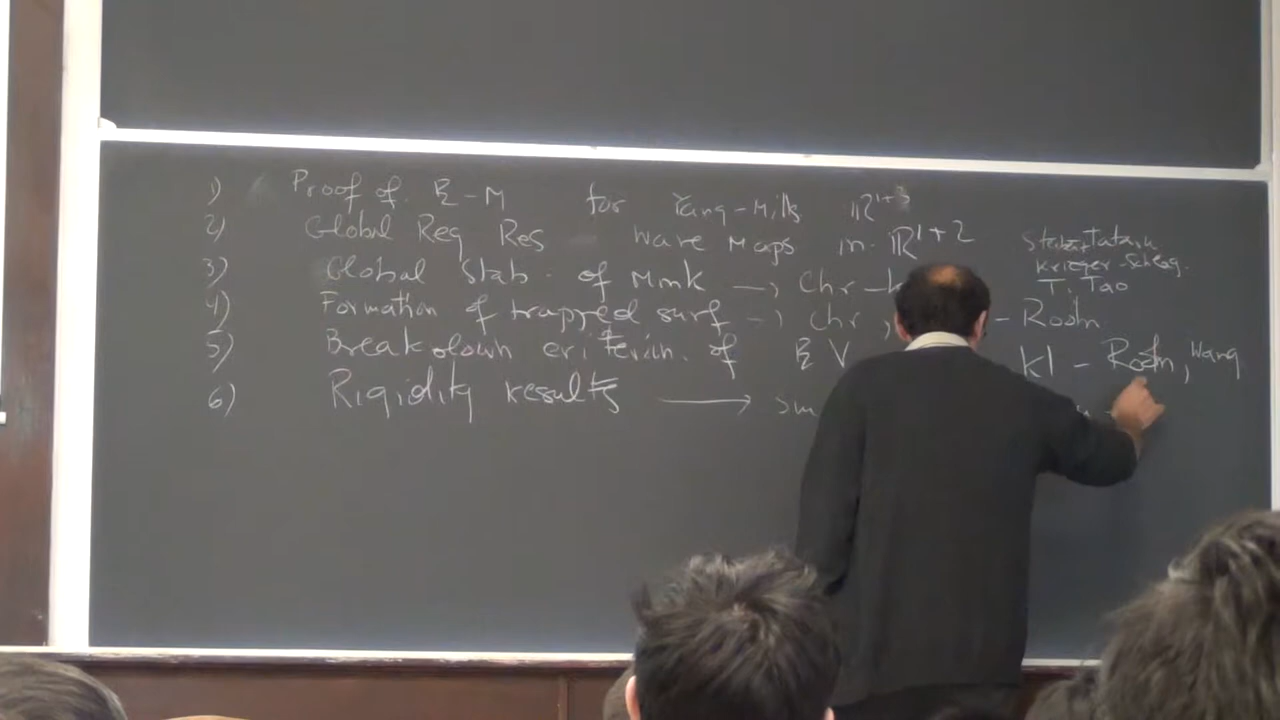 1) Proof of. E-M for Yang-Mills ℝ¹⁺³
2) Global Reg Res Wave Maps in ℝ¹⁺² Tataru
Krieger-Schlag.
3) Global Stab. of Mink → Chr - T. Tao
4) Formation of trapped surf → Chr, - Rodn
5) Breakdown criterion. of EV Kl - Rodn, Wang
6) Rigidity results →